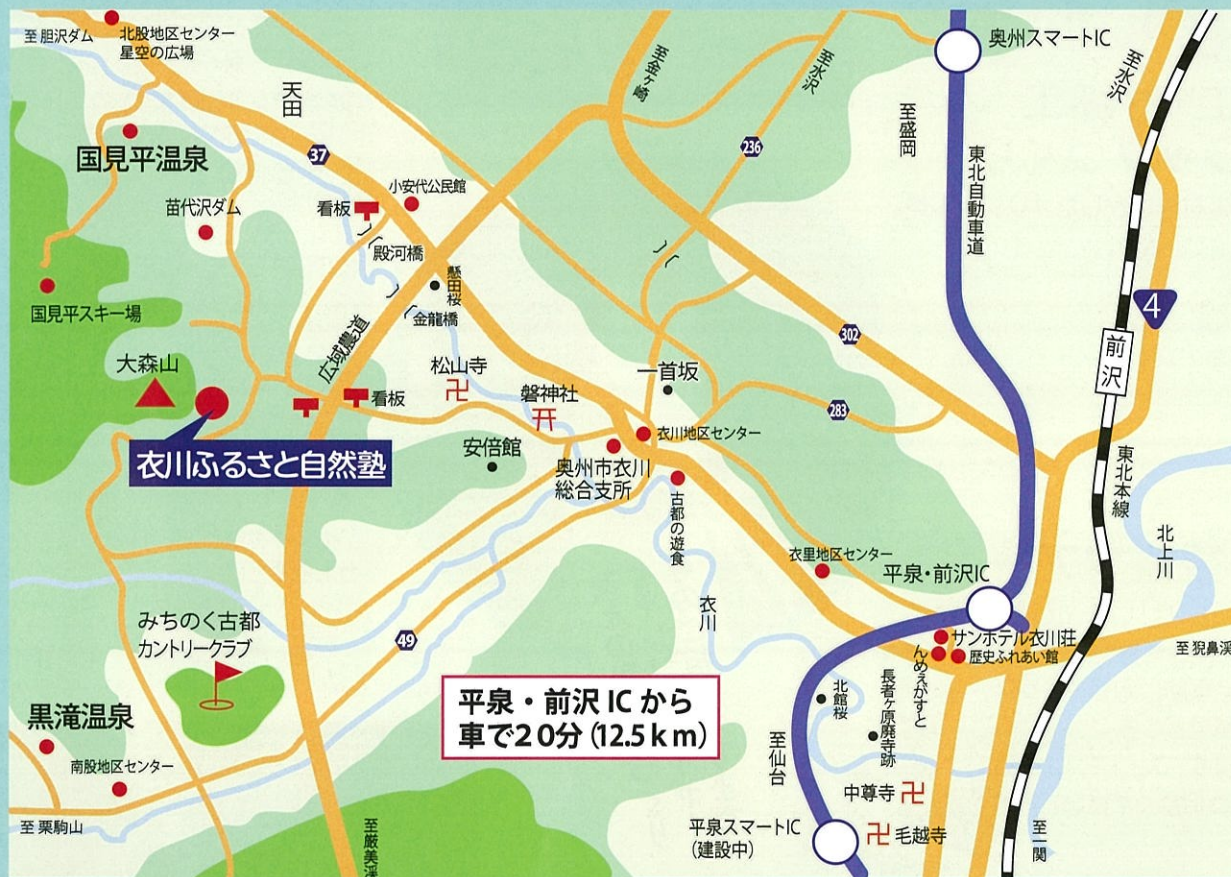 至 胆沢ダム
北股地区センター
星空の広場
天田
至金ヶ崎
至水沢
奥州スマートIC
至水沢
国見平温泉
37
236
至盛岡
東北自動車道
小安代公民館
看板
苗代沢ダム
殿河橋
懸田桜
金龍橋
国見平スキー場
広域農道
302
4
前沢
大森山
松山寺
看板
磐神社
一首坂
283
衣川ふるさと自然塾
安倍館
衣川地区センター
奥州市衣川
総合支所
古都の遊食
東北本線
北上川
衣里地区センター
平泉・前沢IC
衣川
みちのく古都
カントリークラブ
49
サンホテル衣川荘
歴史ふれあい館
んめぇがすと
至 猊鼻渓
平泉・前沢 IC から
車で20分 (12.5km)
北館桜
長者ヶ原廃寺跡
黒滝温泉
南股地区センター
至仙台
中尊寺
至 栗駒山
至厳美渓
平泉スマートIC
(建設中)
毛越寺
至一関